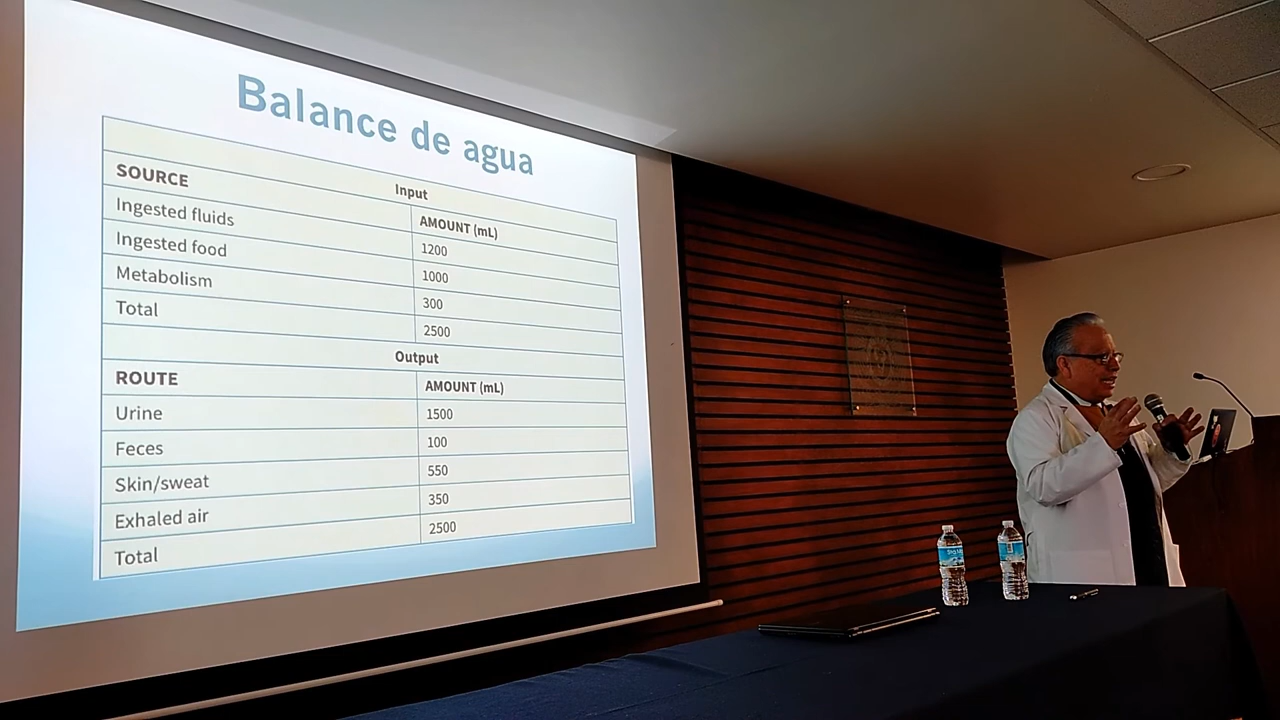 Balance de agua
Input
SOURCE AMOUNT (mL)
Ingested fluids 1200
Ingested food 1000
Metabolism 300
Total 2500
Output
ROUTE AMOUNT (mL)
Urine 1500
Feces 100
Skin/sweat 550
Exhaled air 350
Total 2500